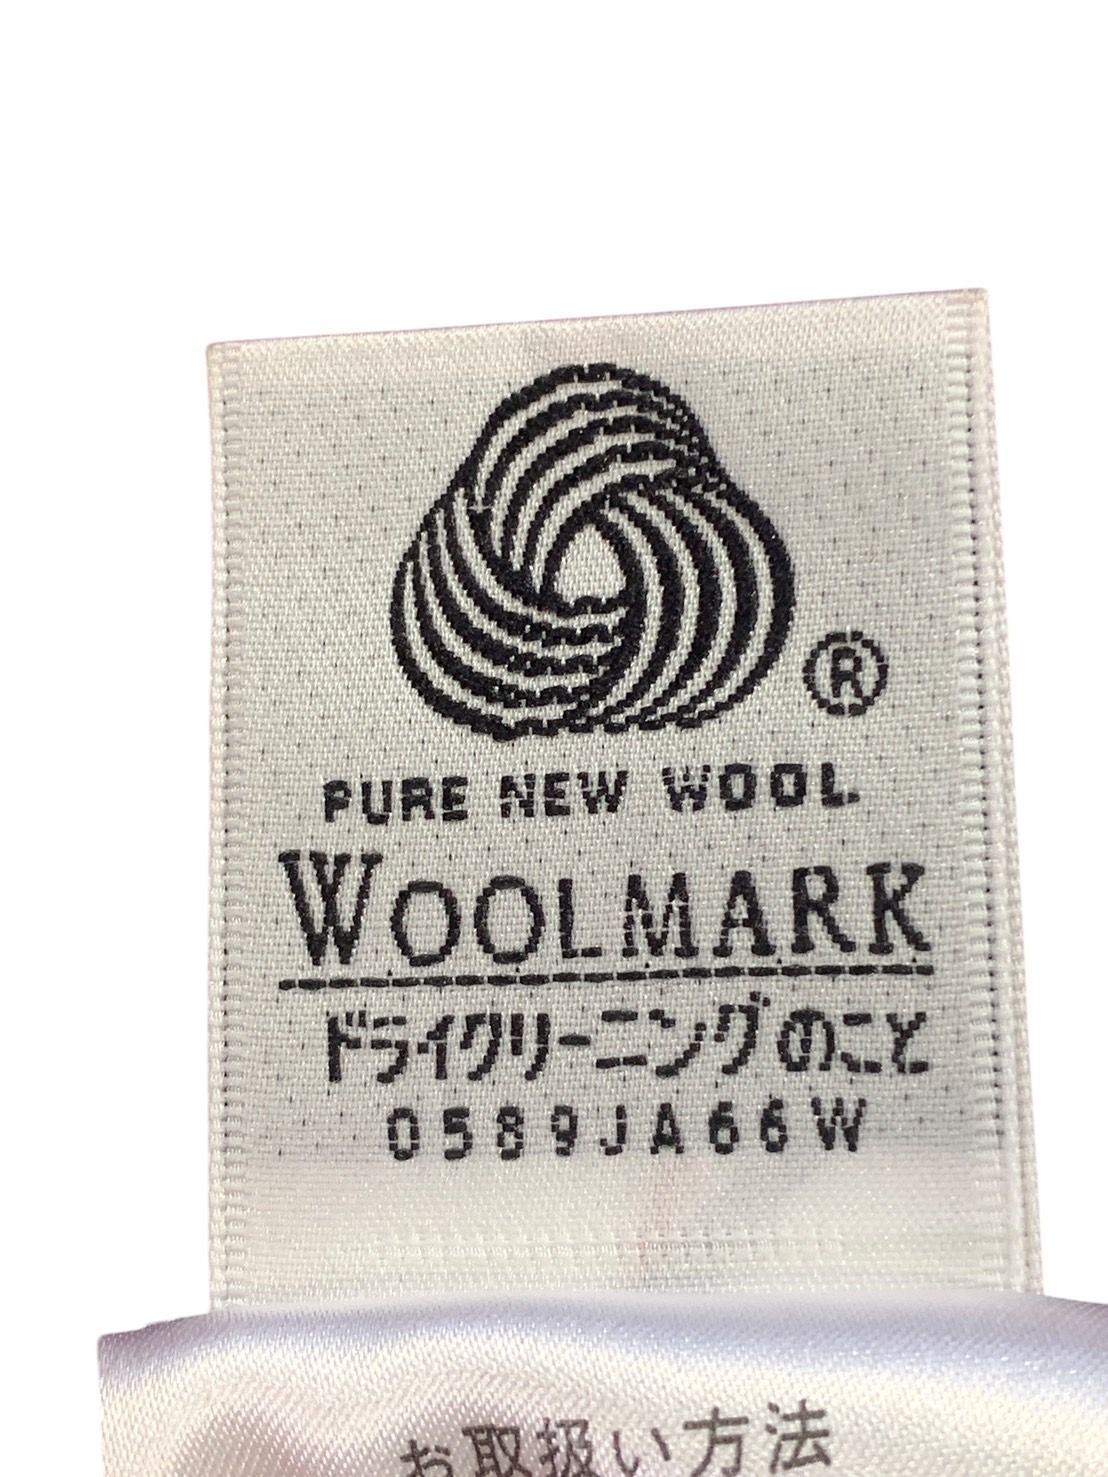 ®
PURE NEW WOOL
WOOLMARK
ドライクリーニングのこと
0589JA66W
お取扱い方法